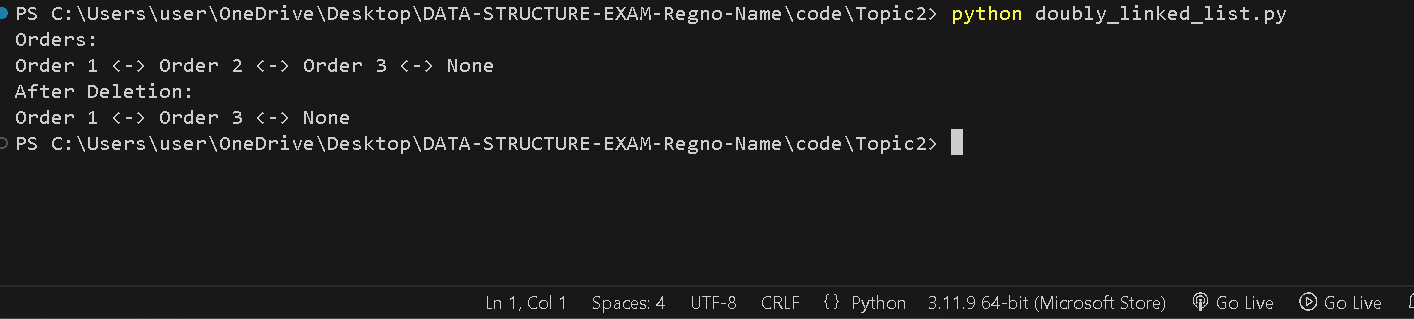 PS C:\Users\user\OneDrive\Desktop\DATA-STRUCTURE-EXAM-Regno-Name\code\Topic2> python doubly_linked_list.py
Orders:
Order 1 <-> Order 2 <-> Order 3 <-> None
After Deletion:
Order 1 <-> Order 3 <-> None
PS C:\Users\user\OneDrive\Desktop\DATA-STRUCTURE-EXAM-Regno-Name\code\Topic2>
Ln 1, Col 1 Spaces: 4 UTF-8 CRLF {} Python 3.11.9 64-bit (Microsoft Store) Go Live Go Live